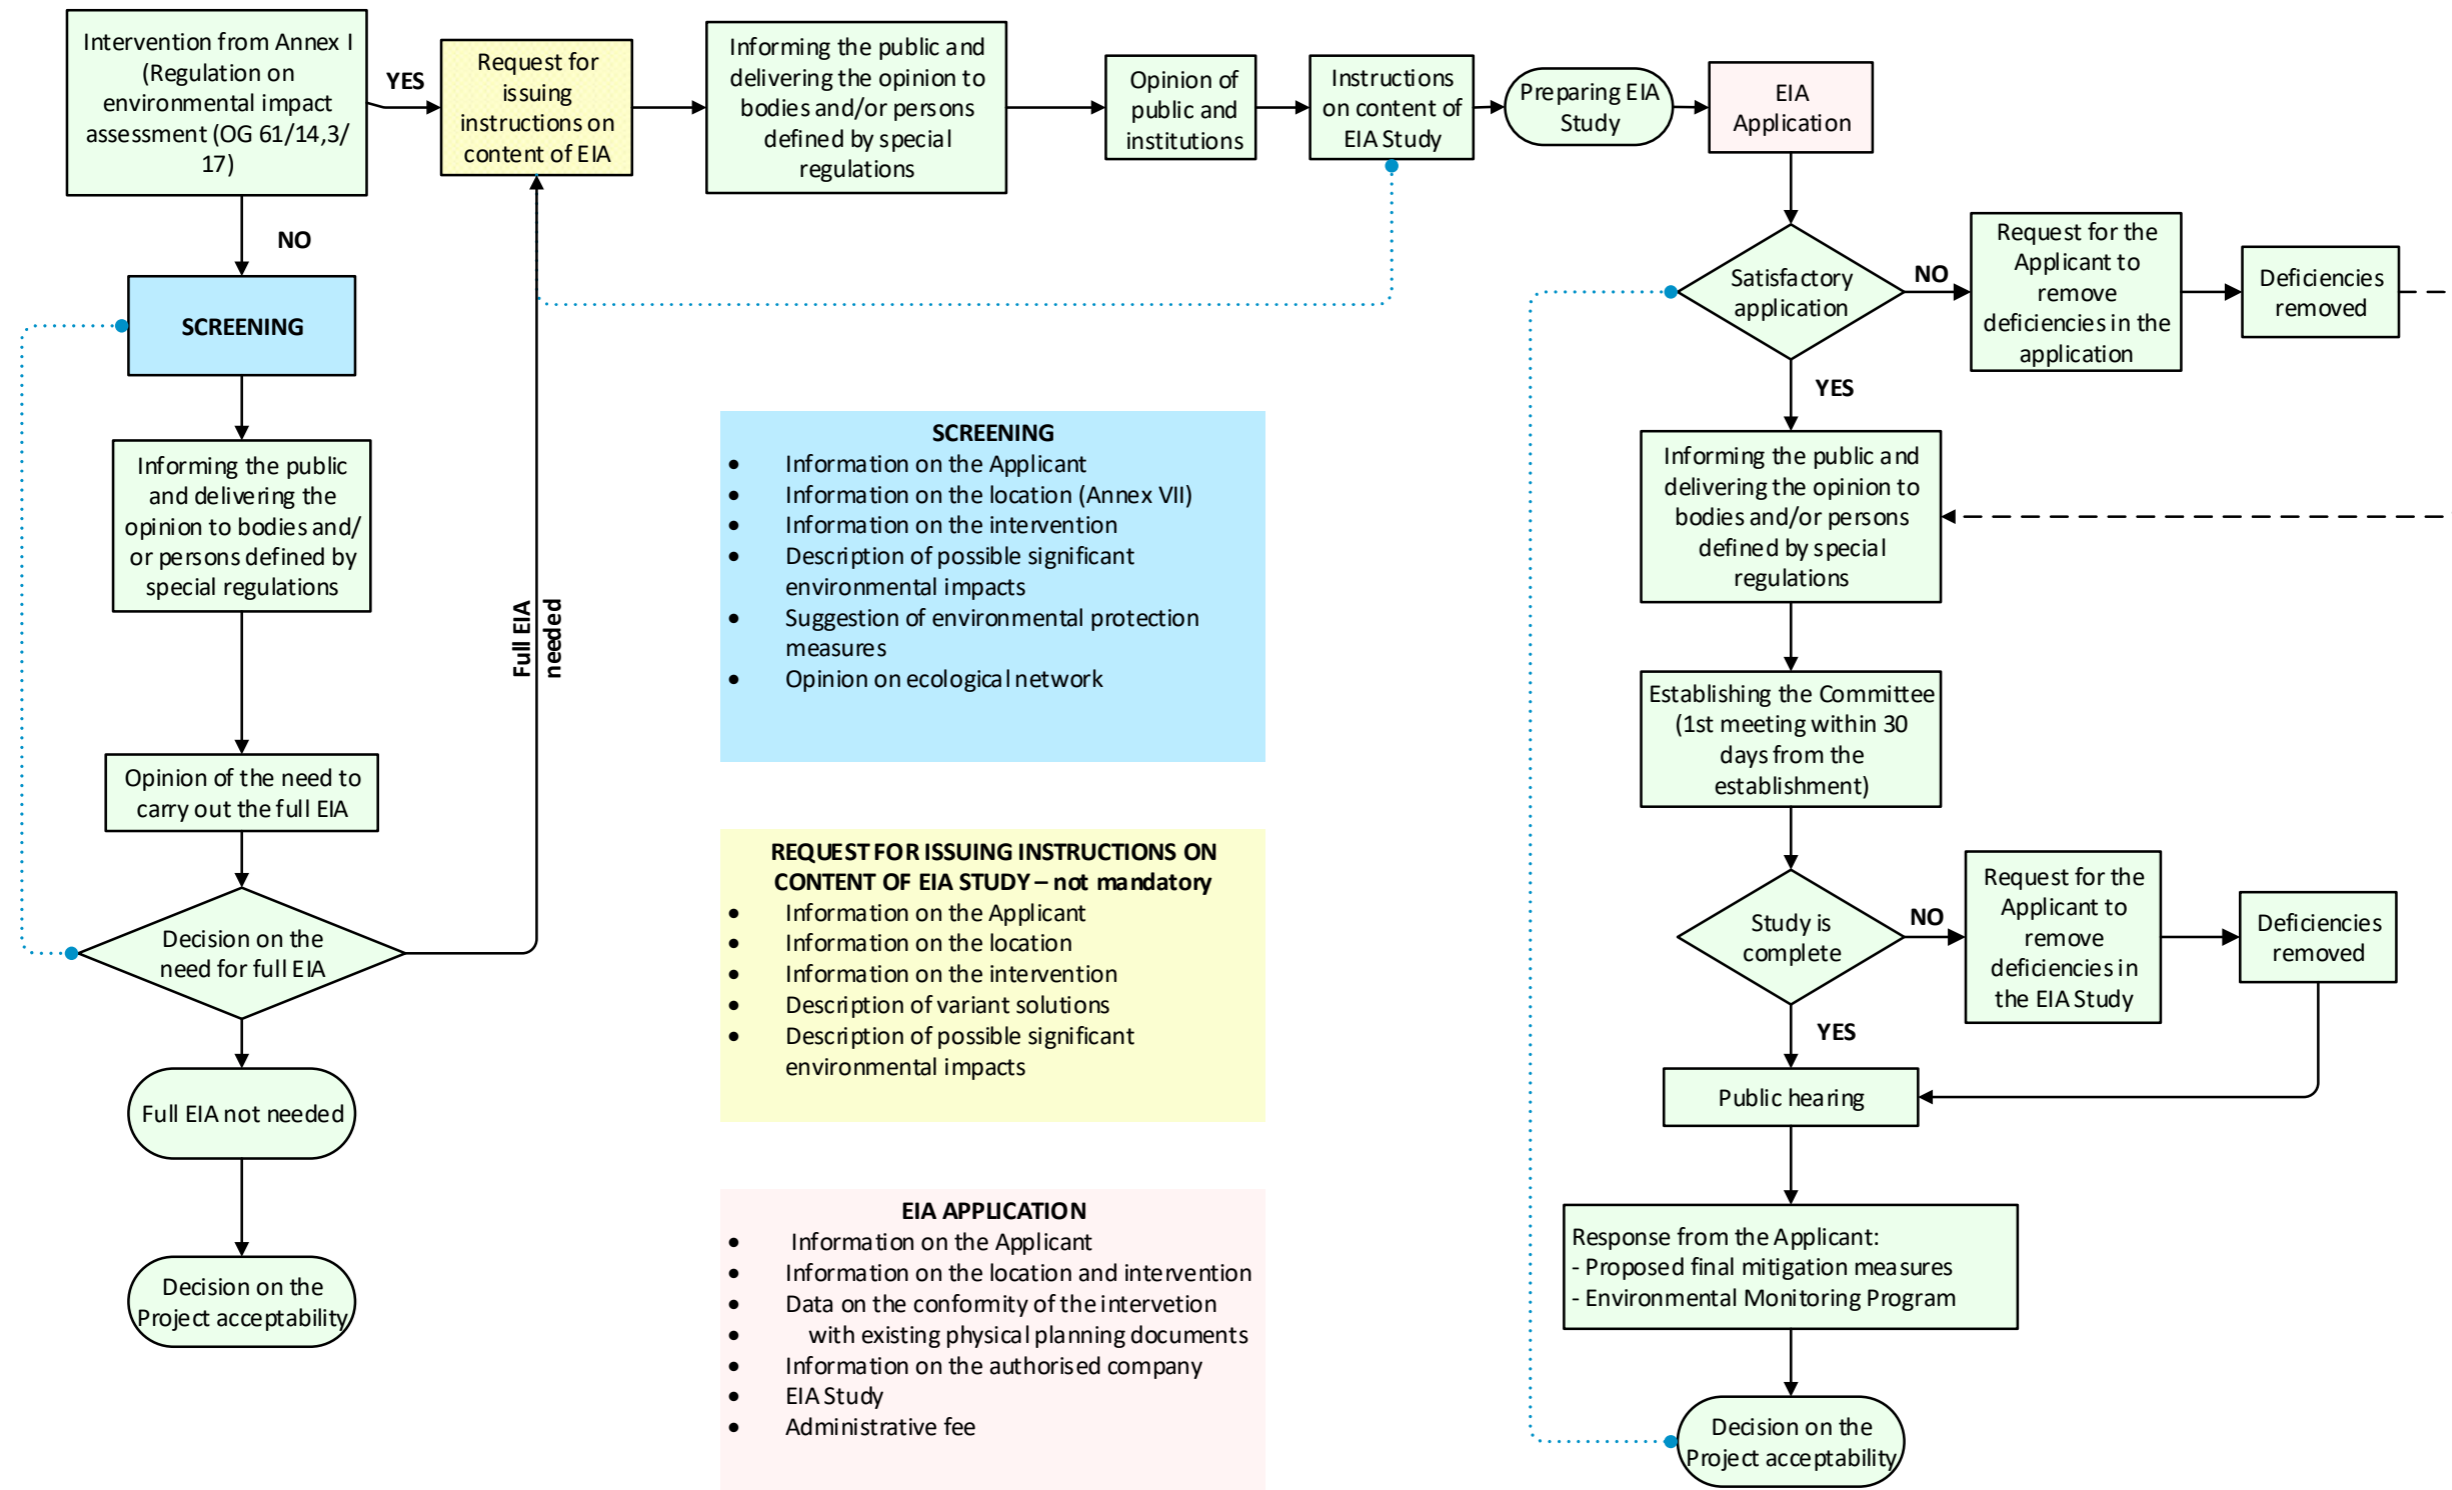 Intervention from Annex I
(Regulation on
environmental impact
assessment (OG 61/14,3/
17)
YES
Request for
issuing
instructions on
content of EIA
Informing the public and
delivering the opinion to
bodies and/or persons
defined by special
regulations
Opinion of
public and
institutions
Instructions
on content of
EIA Study
Preparing EIA
Study
EIA
Application
NO
SCREENING
Informing the public
and delivering the
opinion to bodies and/
or persons defined by
special regulations
Opinion of the need to
carry out the full EIA
Decision on the
need for full EIA
Full EIA
needed
Full EIA not needed
Decision on the
Project acceptability
SCREENING
• Information on the Applicant
• Information on the location (Annex VII)
• Information on the intervention
• Description of possible significant
environmental impacts
• Suggestion of environmental protection
measures
• Opinion on ecological network
REQUEST FOR ISSUING INSTRUCTIONS ON
CONTENT OF EIA STUDY – not mandatory
• Information on the Applicant
• Information on the location
• Information on the intervention
• Description of variant solutions
• Description of possible significant
environmental impacts
EIA APPLICATION
• Information on the Applicant
• Information on the location and intervention
• Data on the conformity of the intervetion
• with existing physical planning documents
• Information on the authorised company
• EIA Study
• Administrative fee
Satisfactory
application
NO
Request for the
Applicant to
remove
deficiencies in the
application
Deficiencies
removed
YES
Informing the public and
delivering the opinion to
bodies and/or persons
defined by special
regulations
Establishing the Committee
(1st meeting within 30
days from the
establishment)
Study is
complete
NO
Request for the
Applicant to
remove
deficiencies in
the EIA Study
Deficiencies
removed
YES
Public hearing
Response from the Applicant:
- Proposed final mitigation measures
- Environmental Monitoring Program
Decision on the
Project acceptability